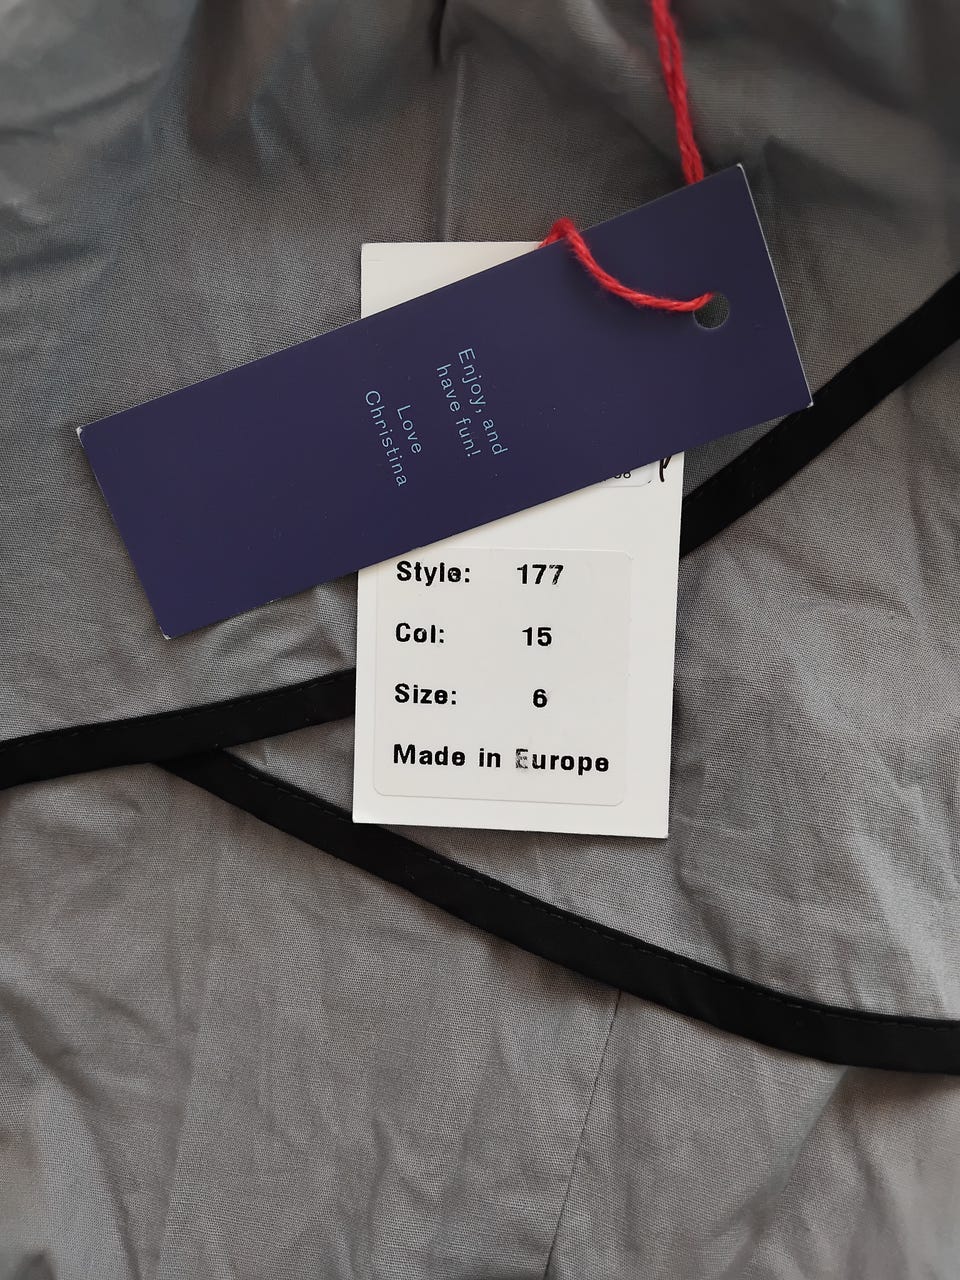 Enjoy, and
have fun!
Love
Christina
Style: 177
Col: 15
Size: 6
Made in Europe